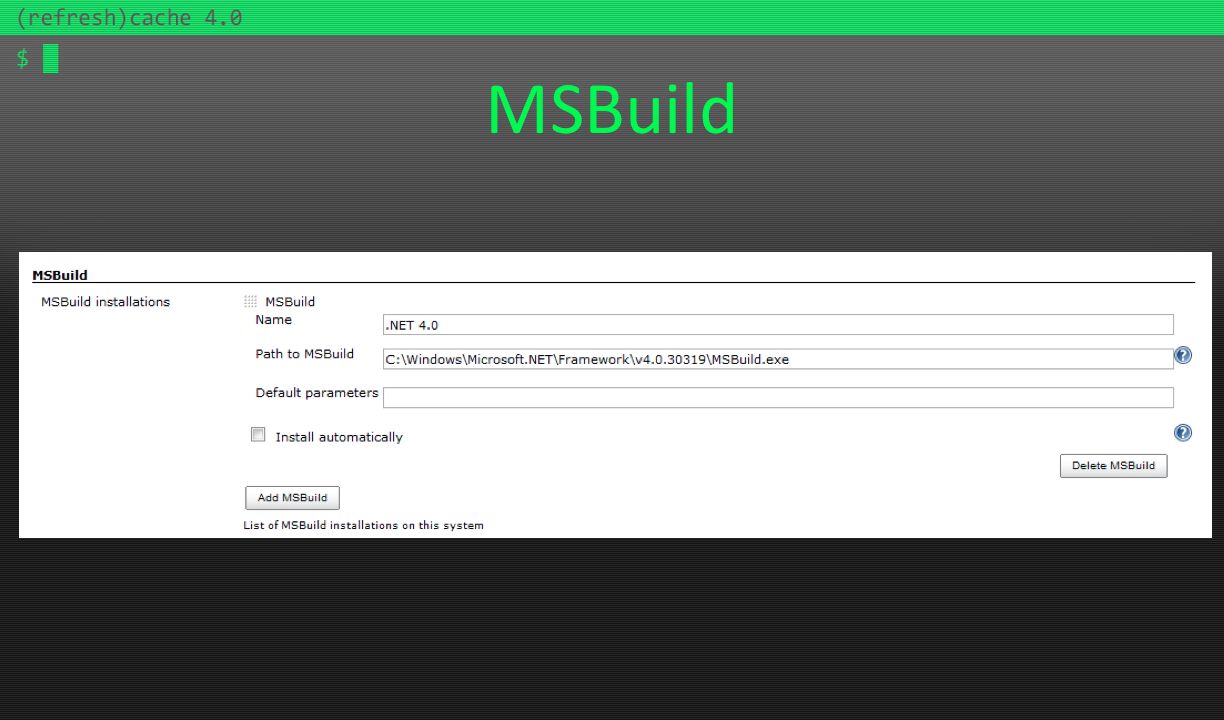 (refresh)cache 4.0
$
MSBuild
MSBuild
MSBuild installations
MSBuild
Name
.NET 4.0
Path to MSBuild
C:\Windows\Microsoft.NET\Framework\v4.0.30319\MSBuild.exe
?
Default parameters
Install automatically
?
Delete MSBuild
Add MSBuild
List of MSBuild installations on this system